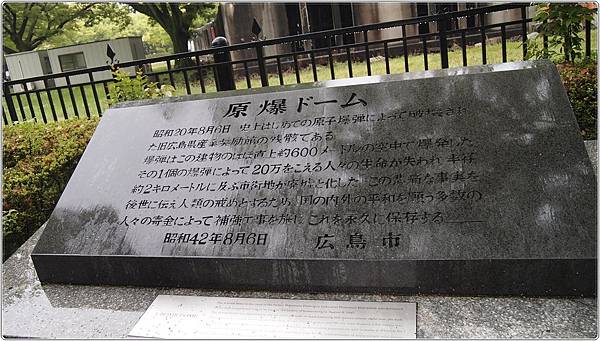 原爆ドーム
昭和20年8月6日 史上はじめての原子爆弾によって
た旧広島県産業奨励館の残骸である
爆弾はこの建物のほぼ直上約600メートルの空中で爆発した
その1個の爆弾によって20万をこえる人々の生命が失われ 半径
約2キロメートルに及ぶ市街地が廃墟と化した この悲痛な事実を
後世に伝え人類の戒めとするため 国の内外の平和を願う多数の
人々の寄金によって補強工事を施し これを永久に保存する
昭和42年8月6日 広島市